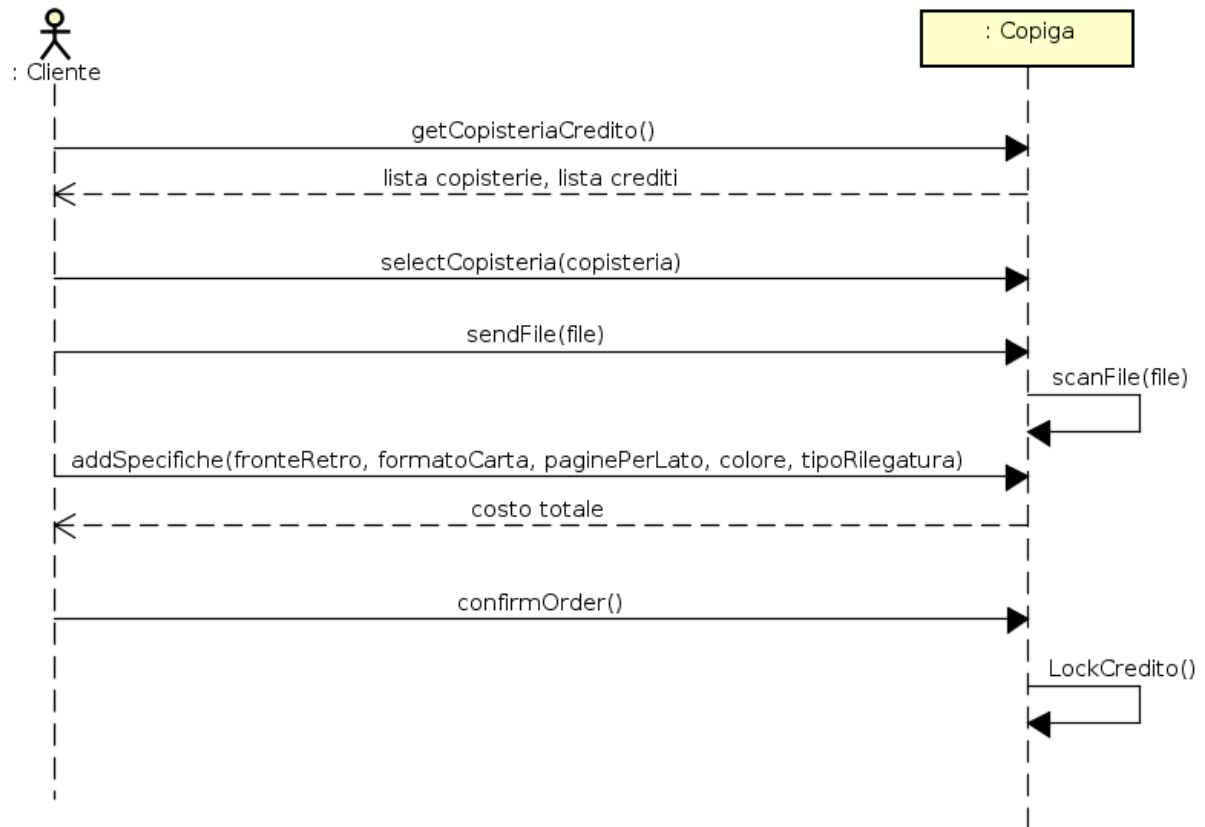 : Cliente
: Copiga
getCopisteriaCredito()
lista copisterie, lista crediti
selectCopisteria(copisteria)
sendFile(file)
scanFile(file)
addSpecifiche(fronteRetro, formatoCarta, paginePerLato, colore, tipoRilegatura)
costo totale
confirmOrder()
LockCredito()